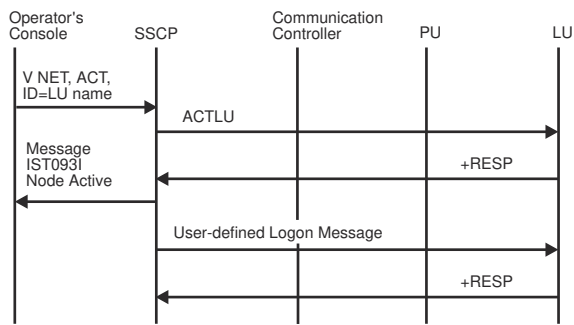 Operator's
Console
SSCP
Communication
Controller
PU
LU
V NET, ACT,
ID=LU name
ACTLU
Message
IST093I
Node Active
+RESP
User-defined Logon Message
+RESP